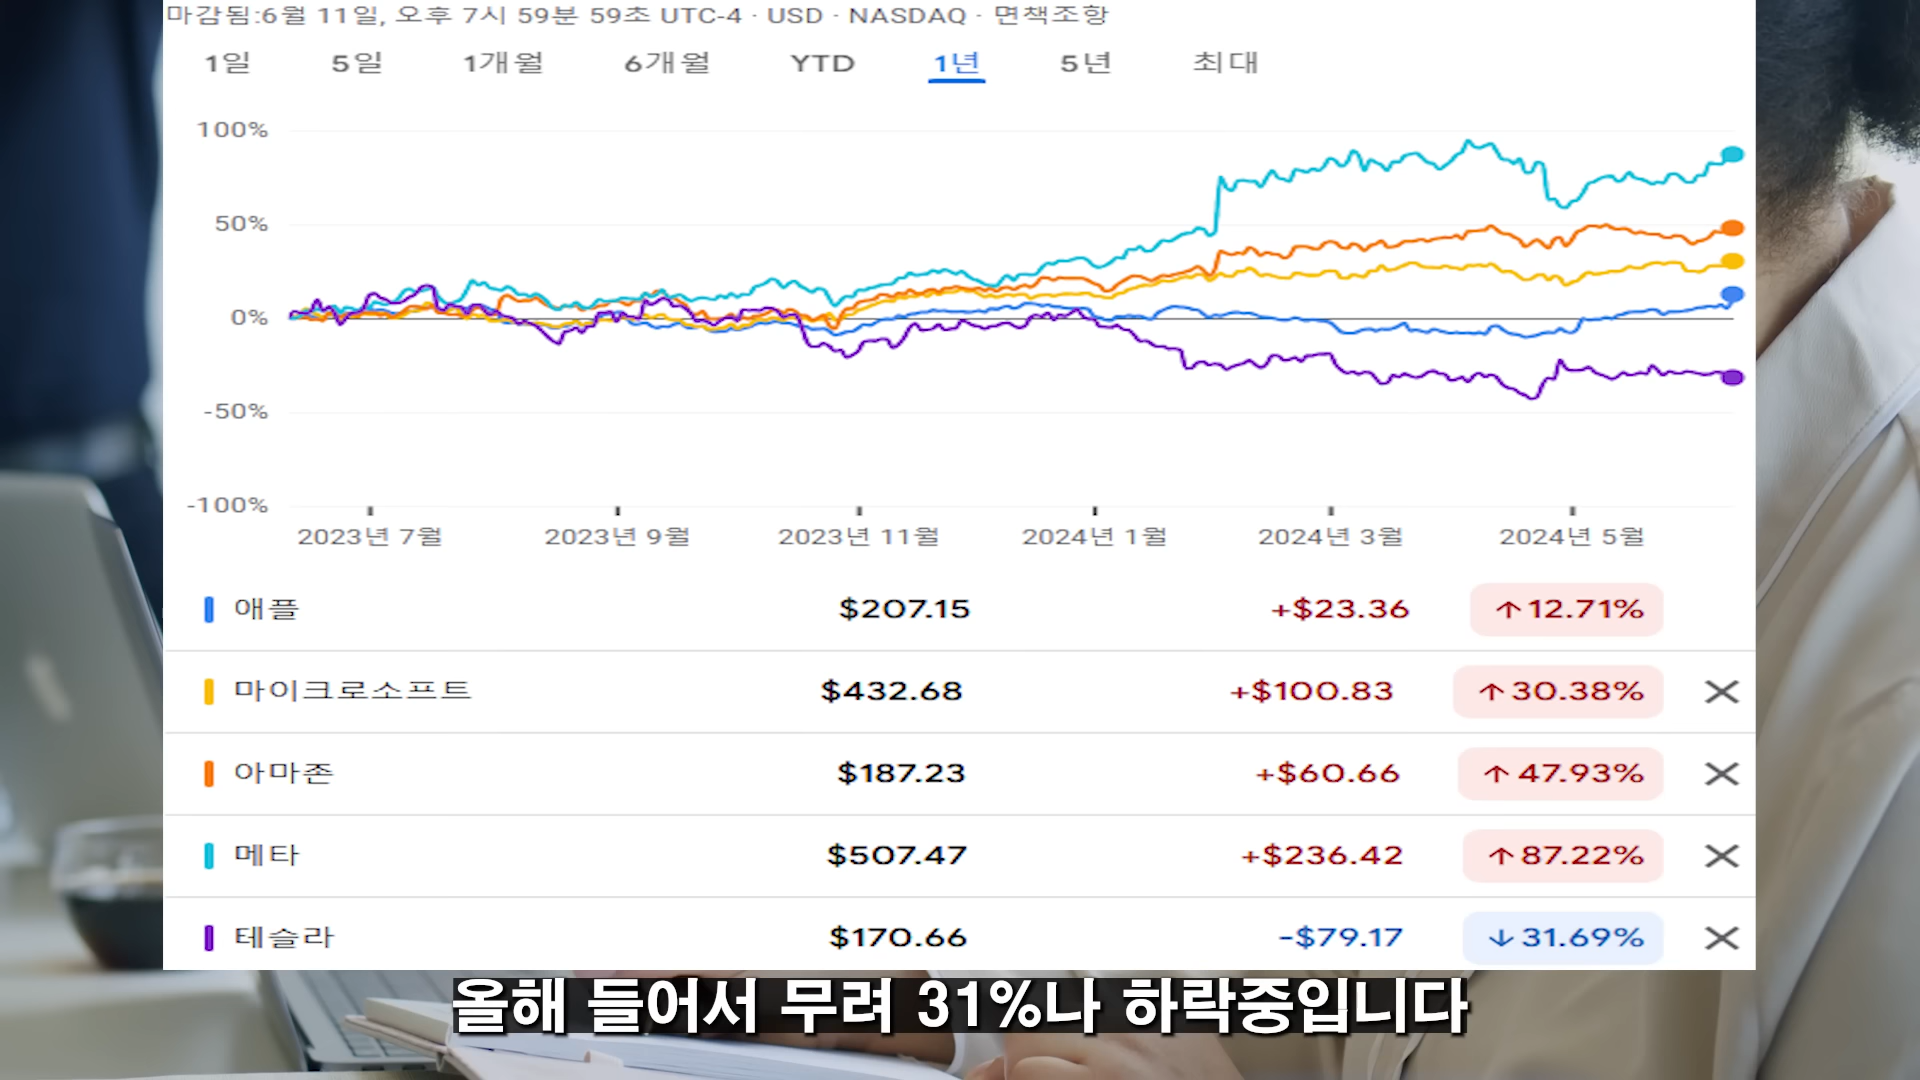 마감됨:6월 11일, 오후 7시 59분 59초 UTC-4 · USD · NASDAQ · 면책조항
1일 5일 1개월 6개월 YTD 1년 5년 최대
100%
50%
0%
-50%
-100%
2023년 7월 2023년 9월 2023년 11월 2024년 1월 2024년 3월 2024년 5월
애플 $207.15 +$23.36 ↑12.71%
마이크로소프트 $432.68 +$100.83 ↑30.38%
아마존 $187.23 +$60.66 ↑47.93%
메타 $507.47 +$236.42 ↑87.22%
테슬라 $170.66 -$79.17 ↓31.69%
올해 들어서 무려 31%나 하락중입니다